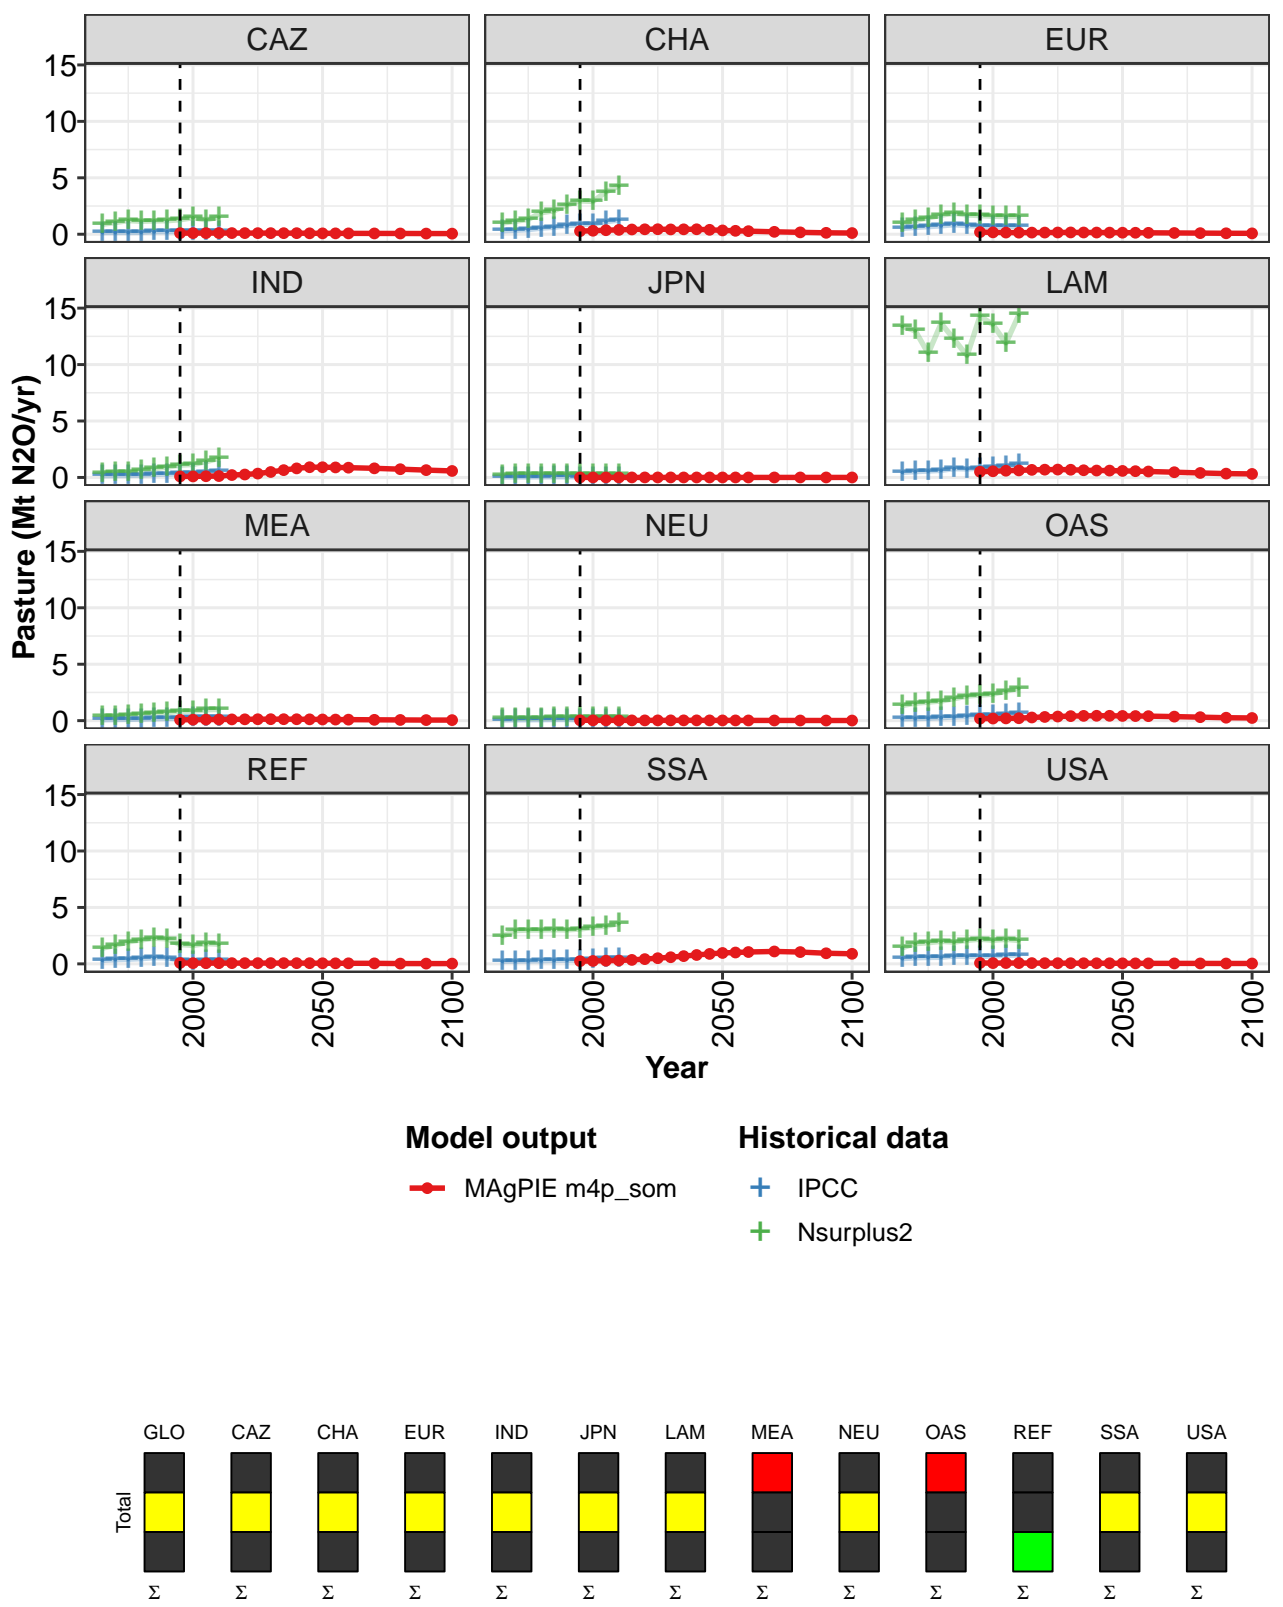 CAZ CHA EUR
15
10
5
0
IND JPN LAM
15
10
5
0
Pasture (Mt N2O/yr)
MEA NEU OAS
15
10
5
0
REF SSA USA
15
10
5
0
2000 2050 2100 2000 2050 2100 2000 2050 2100
Year
Model output Historical data
MAgPIE m4p_som IPCC
Nsurplus2
GLO CAZ CHA EUR IND JPN LAM MEA NEU OAS REF SSA USA
Total
Σ Σ Σ Σ Σ Σ Σ Σ Σ Σ Σ Σ Σ